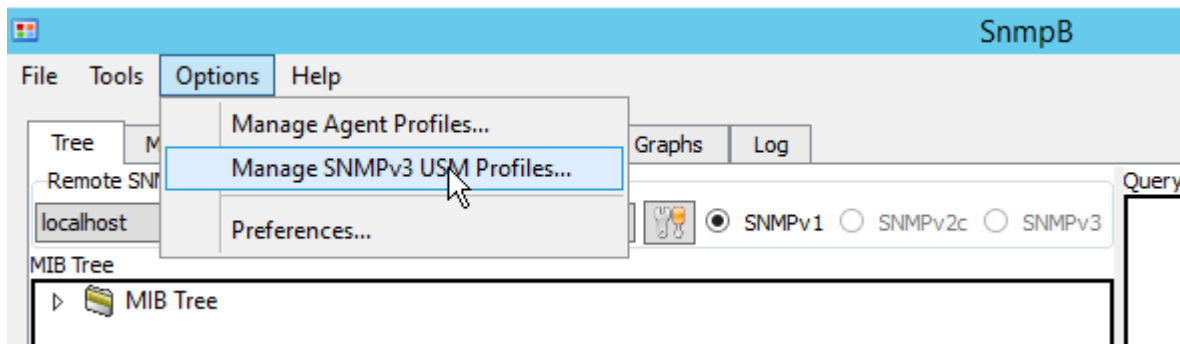 SnmpB
File Tools Options Help
Manage Agent Profiles...
Tree M Graphs Log
Manage SNMPv3 USM Profiles...
Remote SNM
Query
localhost SNMPv1 SNMPv2c SNMPv3
Preferences...
MIB Tree
MIB Tree